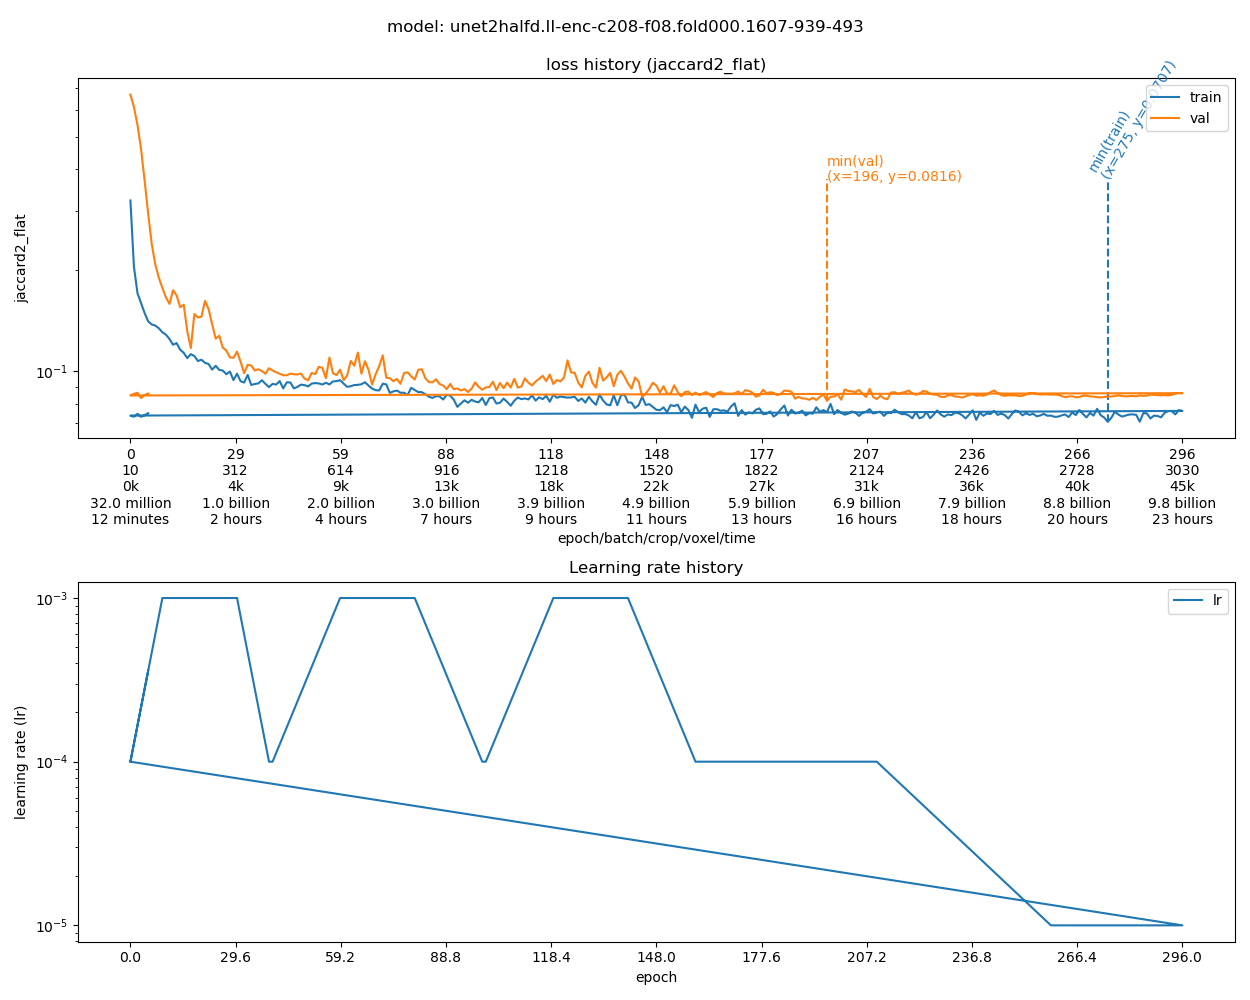 model: unet2halfd.II-enc-c208-f08.fold000.1607-939-493
loss history (jaccard2_flat)
jaccard2_flat
10⁻¹
min(val)
(x=196, y=0.0816)
min(train)
(x=275, y=0.0707)
train
val
0 29 59 88 118 148 177 207 236 266 296
10 312 614 916 1218 1520 1822 2124 2426 2728 3030
0k 4k 9k 13k 18k 22k 27k 31k 36k 40k 45k
32.0 million 1.0 billion 2.0 billion 3.0 billion 3.9 billion 4.9 billion 5.9 billion 6.9 billion 7.9 billion 8.8 billion 9.8 billion
12 minutes 2 hours 4 hours 7 hours 9 hours 11 hours 13 hours 16 hours 18 hours 20 hours 23 hours
epoch/batch/crop/voxel/time
Learning rate history
learning rate (lr)
10⁻³
10⁻⁴
10⁻⁵
lr
0.0 29.6 59.2 88.8 118.4 148.0 177.6 207.2 236.8 266.4 296.0
epoch